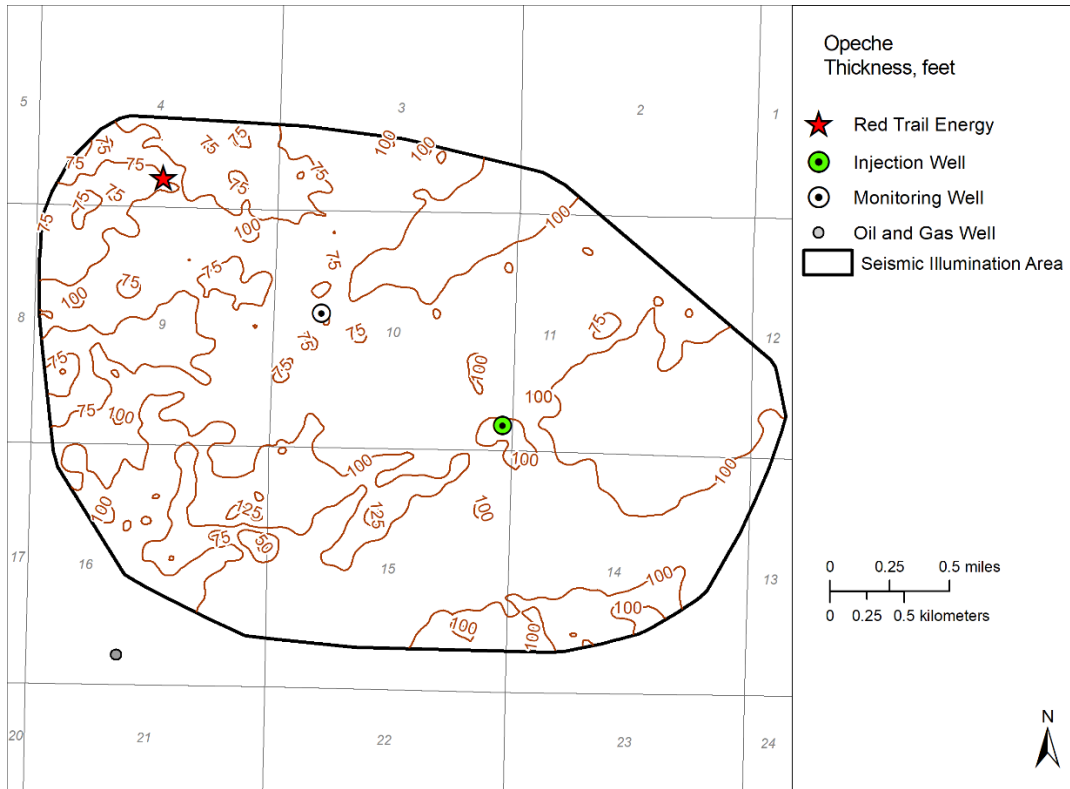 Opeche
Thickness, feet
Red Trail Energy
Injection Well
Monitoring Well
Oil and Gas Well
Seismic Illumination Area
0 0.25 0.5 miles
0 0.25 0.5 kilometers
N
5 4 3 2 1
75 75 100 100
75 75 75
75 75
75 100 100
75 75
100 75
8 9 10 11 12
75 75
75 75 75 100
75 100 100
100 100 100
100 125 125 100
75 50
17 16 15 14 13
100
100 100 100
20 21 22 23 24